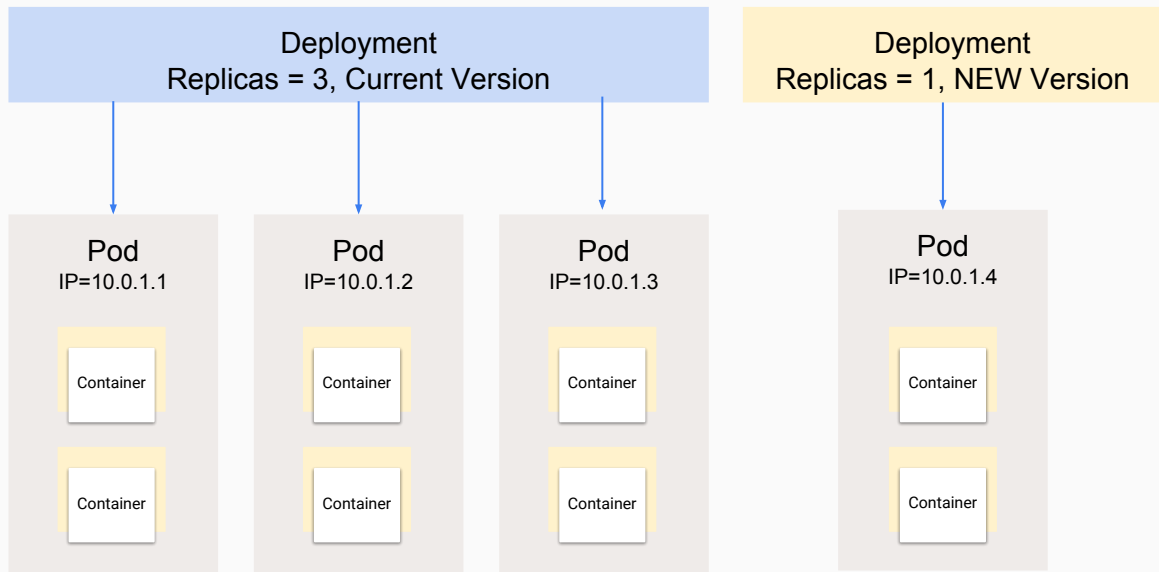 Deployment
Replicas = 3, Current Version
Deployment
Replicas = 1, NEW Version
Pod
IP=10.0.1.1
Pod
IP=10.0.1.2
Pod
IP=10.0.1.3
Pod
IP=10.0.1.4
Container
Container
Container
Container
Container
Container
Container
Container